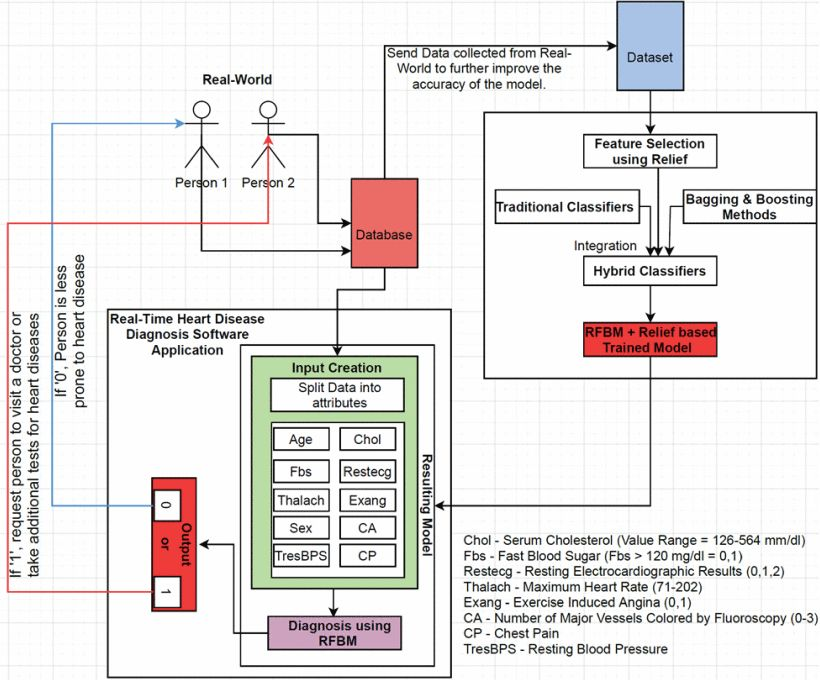 Send Data collected from Real-
World to further improve the
accuracy of the model.
Dataset
Real-World
Person 1
Person 2
Database
Feature Selection
using Relief
Traditional Classifiers
Bagging & Boosting
Methods
Integration
Hybrid Classifiers
RFBM + Relief based
Trained Model
If '1', request person to visit a doctor or
take additional tests for heart diseases
If '0', Person is less
prone to heart disease
Real-Time Heart Disease
Diagnosis Software
Application
Input Creation
Split Data into
attributes
Age
Chol
Fbs
Restecg
Thalach
Exang
Sex
CA
TresBPS
CP
Resulting Model
Diagnosis using
RFBM
0
Output
or
1
Chol - Serum Cholesterol (Value Range = 126-564 mm/dl)
Fbs - Fast Blood Sugar (Fbs > 120 mg/dl = 0,1)
Restecg - Resting Electrocardiographic Results (0,1,2)
Thalach - Maximum Heart Rate (71-202)
Exang - Exercise Induced Angina (0,1)
CA - Number of Major Vessels Colored by Fluoroscopy (0-3)
CP - Chest Pain
TresBPS - Resting Blood Pressure